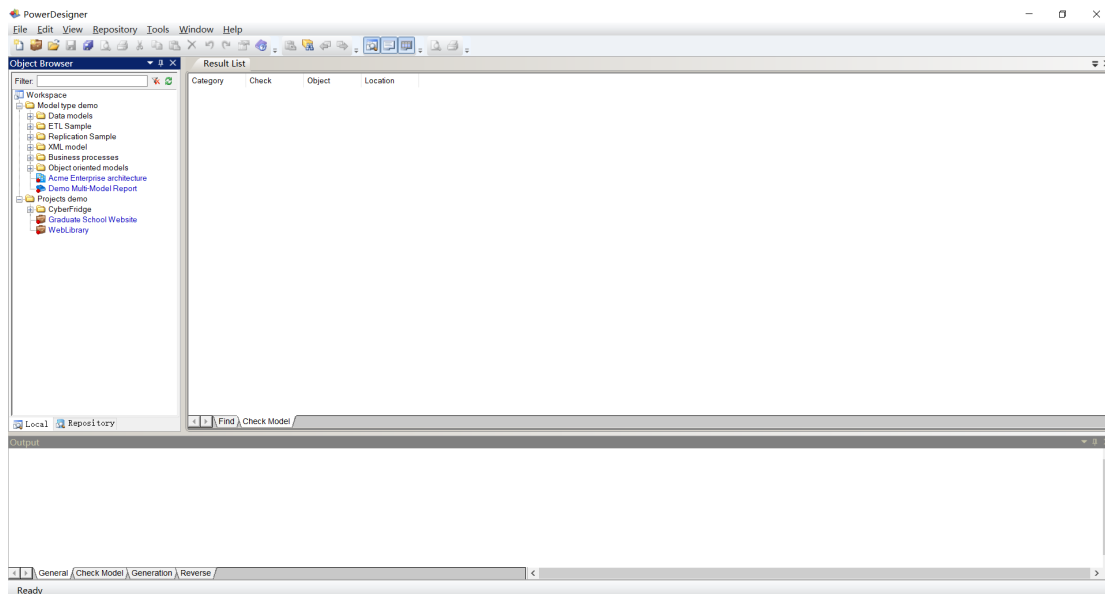 PowerDesigner
File Edit View Repository Tools Window Help
Object Browser
Result List
Filter:
Category Check Object Location
Workspace
Model type demo
Data models
ETL Sample
Replication Sample
XML model
Business processes
Object oriented models
Acme Enterprise architecture
Demo Multi-Model Report
Projects demo
CyberFridge
Graduate School Website
WebLibrary
Local Repository
Find Check Model
Output
General Check Model Generation Reverse
Ready